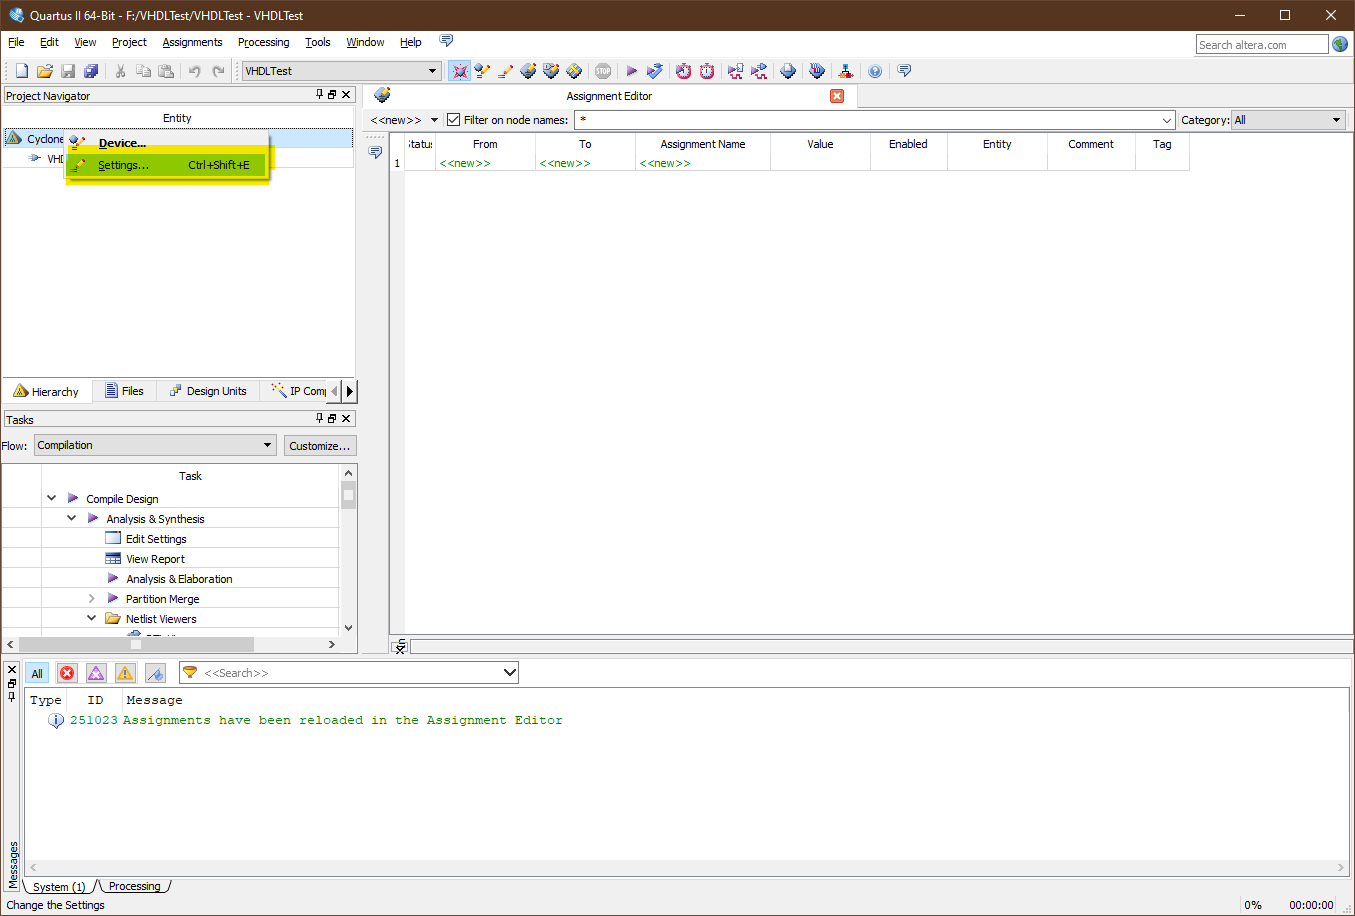 Quartus II 64-Bit - F:/VHDLTest/VHDLTest - VHDLTest
File Edit View Project Assignments Processing Tools Window Help
Search altera.com
VHDLTest
STOP
Project Navigator
Entity
Cyclone
VHD
Device...
Settings... Ctrl+Shift+E
Hierarchy Files Design Units IP Com
Tasks
Flow: Compilation Customize...
Task
Compile Design
Analysis & Synthesis
Edit Settings
View Report
Analysis & Elaboration
Partition Merge
Netlist Viewers
Assignment Editor
<<new>> Filter on node names: * Category: All
Statu: From To Assignment Name Value Enabled Entity Comment Tag
1 <<new>> <<new>> <<new>>
All <<Search>>
Type ID Message
251023 Assignments have been reloaded in the Assignment Editor
Messages
System (1) Processing
Change the Settings
0% 00:00:00